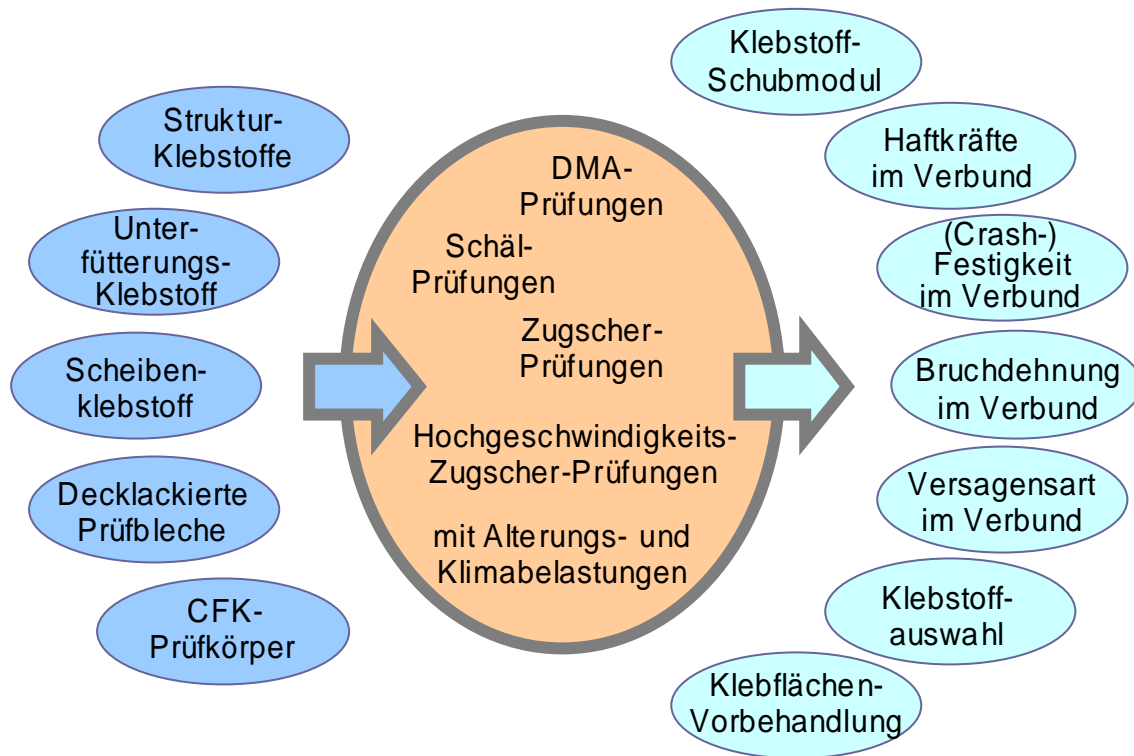 Struktur-
Klebstoffe
Unter-
fütterungs-
Klebstoff
Scheiben-
klebstoff
Decklackierte
Prüfbleche
CFK-
Prüfkörper
DMA-
Prüfungen
Schäl-
Prüfungen
Zugscher-
Prüfungen
Hochgeschwindigkeits-
Zugscher-Prüfungen
mit Alterungs- und
Klimabelastungen
Klebstoff-
Schubmodul
Haftkräfte
im Verbund
(Crash-)
Festigkeit
im Verbund
Bruchdehnung
im Verbund
Versagensart
im Verbund
Klebstoff-
auswahl
Klebflächen-
Vorbehandlung